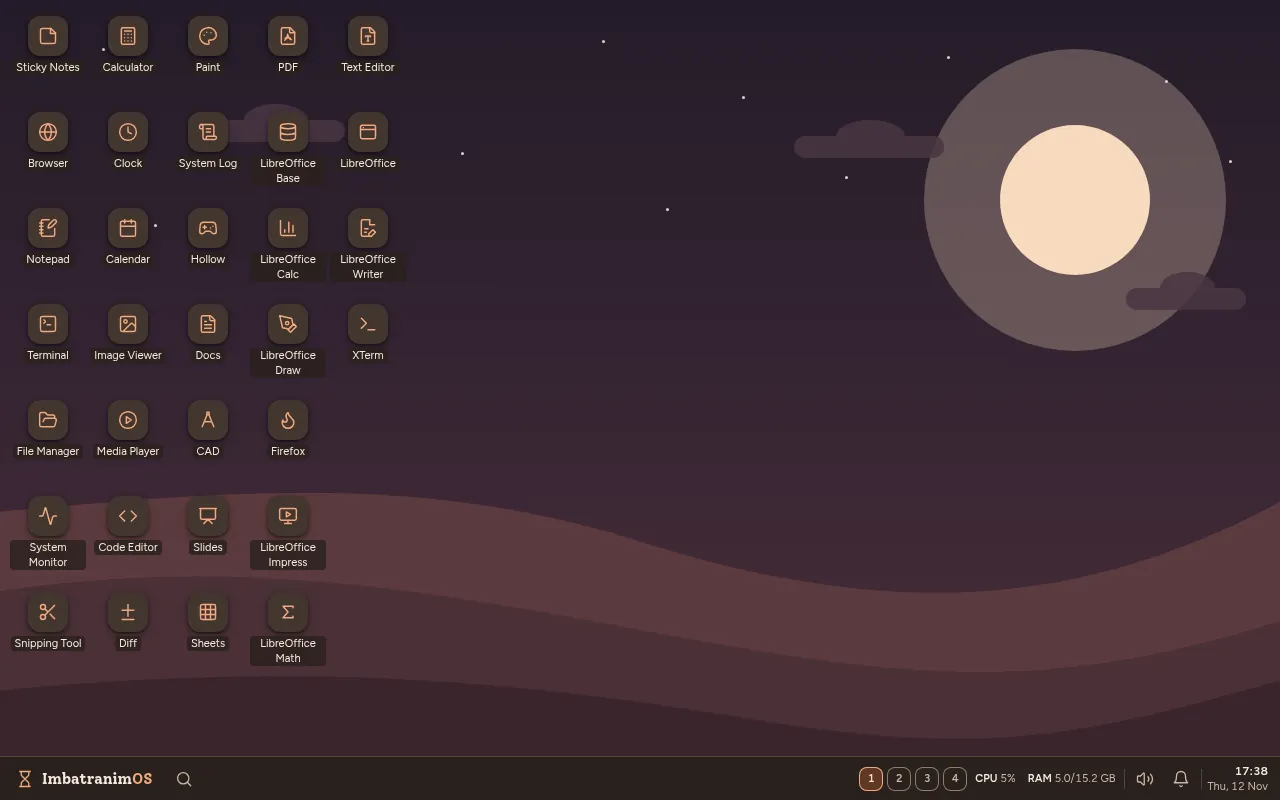 Sticky Notes
Calculator
Paint
PDF
Text Editor
Browser
Clock
System Log
LibreOffice
Base
LibreOffice
Notepad
Calendar
Hollow
LibreOffice
Calc
LibreOffice
Writer
Terminal
Image Viewer
Docs
LibreOffice
Draw
XTerm
File Manager
Media Player
CAD
Firefox
System
Monitor
Code Editor
Slides
LibreOffice
Impress
Snipping Tool
Diff
Sheets
LibreOffice
Math
ImbatranimOS
1 2 3 4 CPU 5% RAM 5.0/15.2 GB
17:38
Thu, 12 Nov